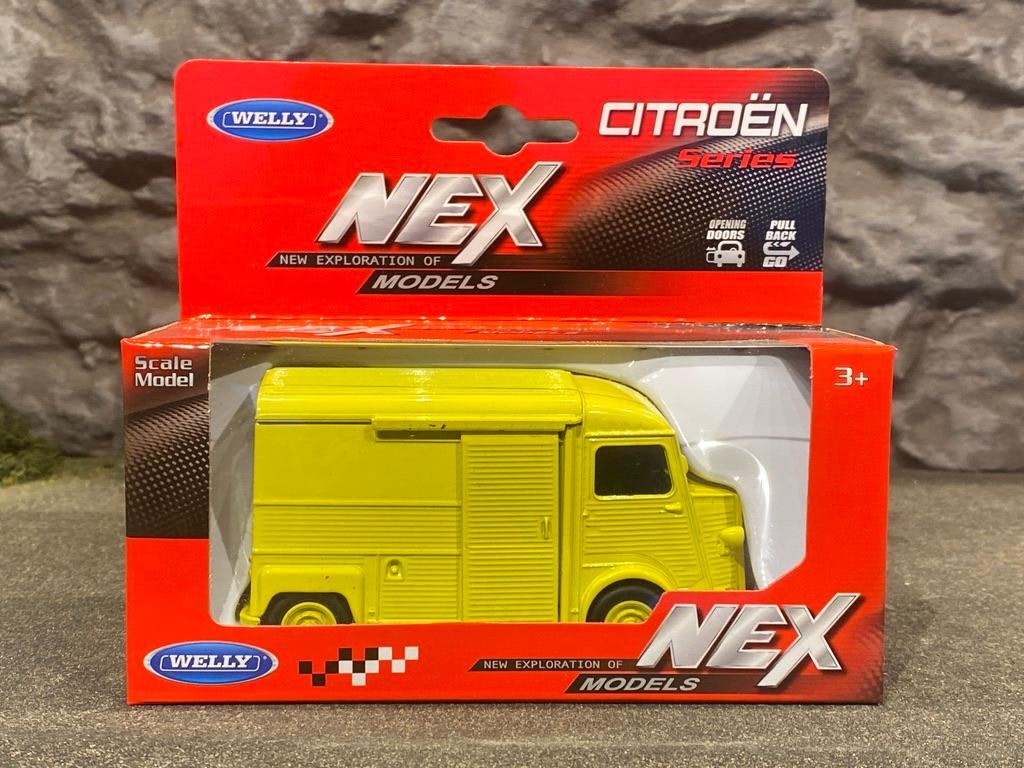 WELLY
CITROËN
Series
NEX
NEW EXPLORATION OF
MODELS
OPENING
DOORS
PULL
BACK
GO
Scale
Model
3+
WELLY
NEX
NEW EXPLORATION OF
MODELS